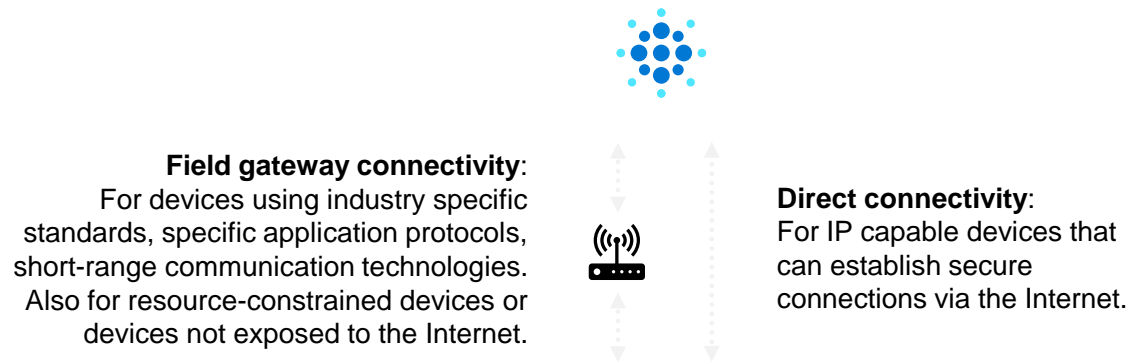 Field gateway connectivity:
For devices using industry specific
standards, specific application protocols,
short-range communication technologies.
Also for resource-constrained devices or
devices not exposed to the Internet.
Direct connectivity:
For IP capable devices that
can establish secure
connections via the Internet.